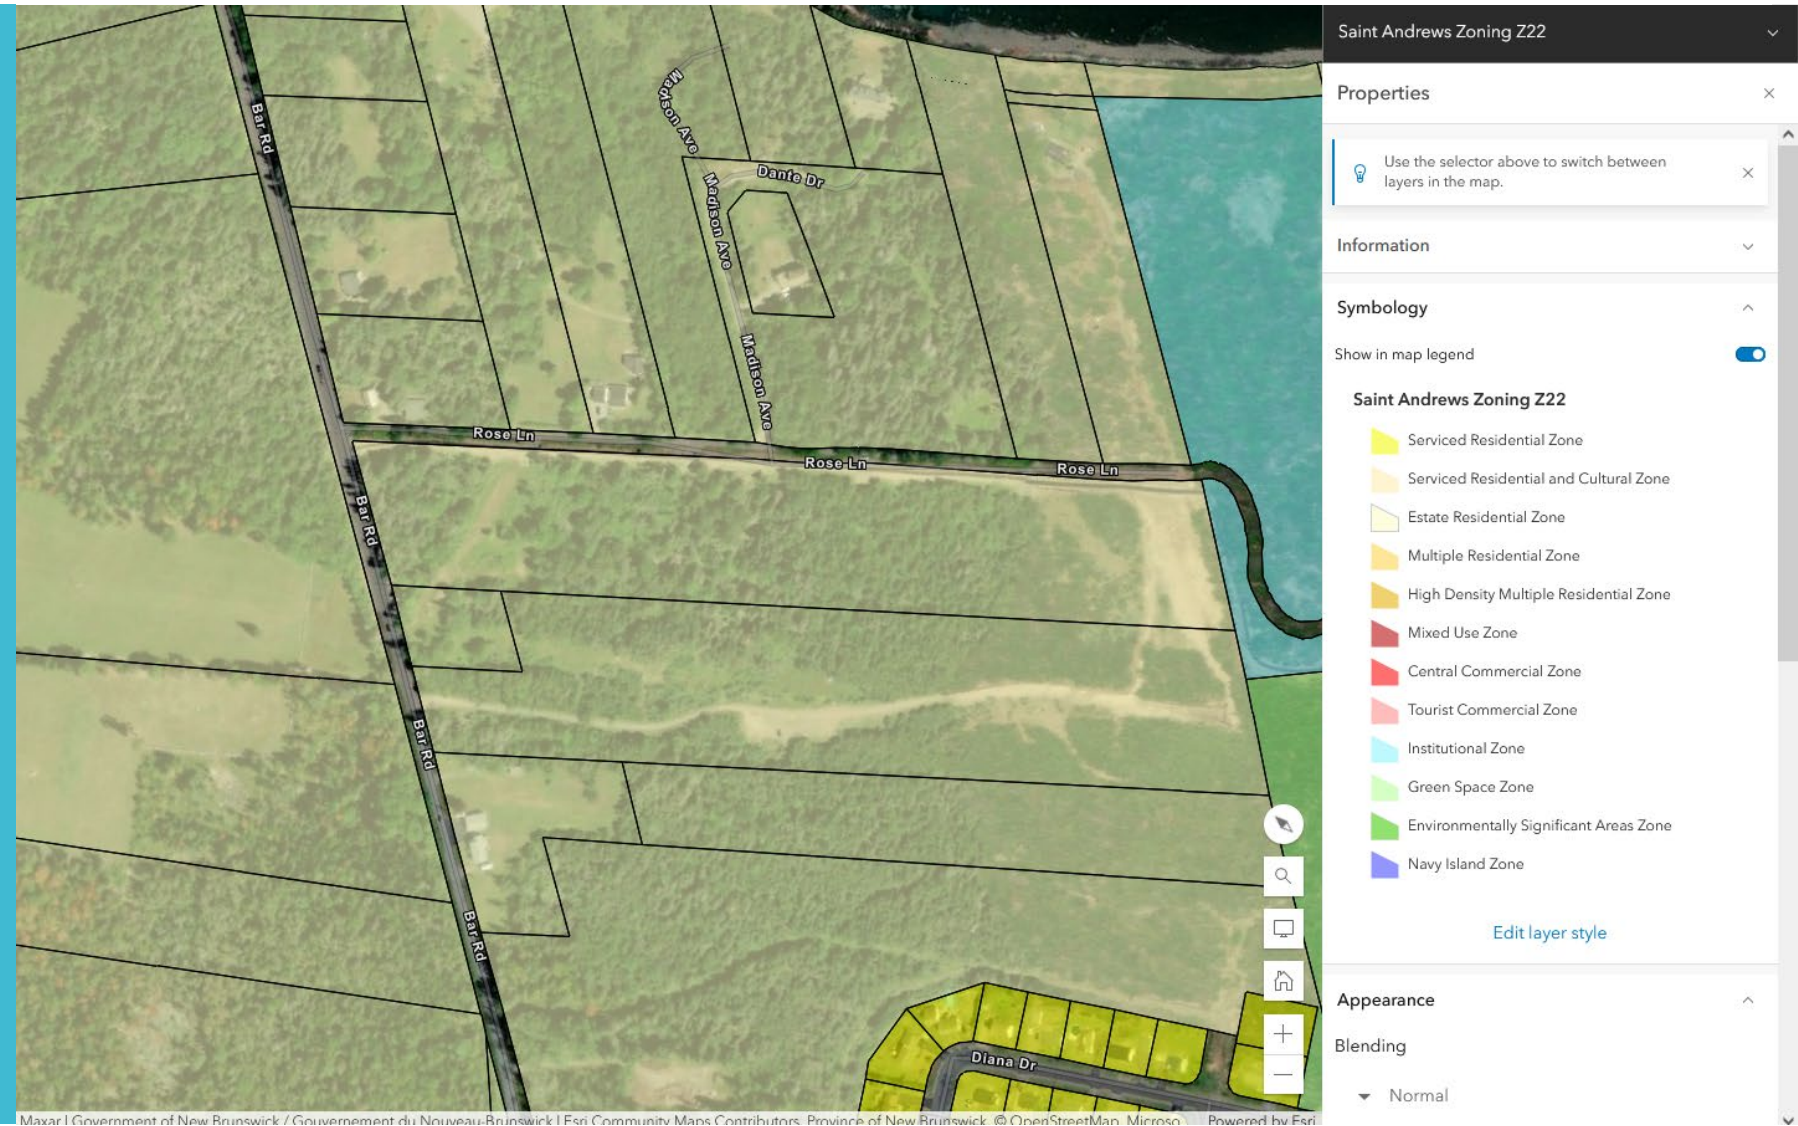 Bar Rd
Madison Ave
Dante Dr
Madison Ave
Madison Ave
Rose Ln
Rose Ln
Rose Ln
Bar Rd
Bar Rd
Bar Rd
Diana Dr
Maxar | Government of New Brunswick / Gouvernement du Nouveau-Brunswick | Esri Community Maps Contributors, Province of New Brunswick, © OpenStreetMap, Microso
Powered by Esri
Saint Andrews Zoning Z22
Properties
Use the selector above to switch between
layers in the map.
Information
Symbology
Show in map legend
Saint Andrews Zoning Z22
Serviced Residential Zone
Serviced Residential and Cultural Zone
Estate Residential Zone
Multiple Residential Zone
High Density Multiple Residential Zone
Mixed Use Zone
Central Commercial Zone
Tourist Commercial Zone
Institutional Zone
Green Space Zone
Environmentally Significant Areas Zone
Navy Island Zone
Edit layer style
Appearance
Blending
Normal